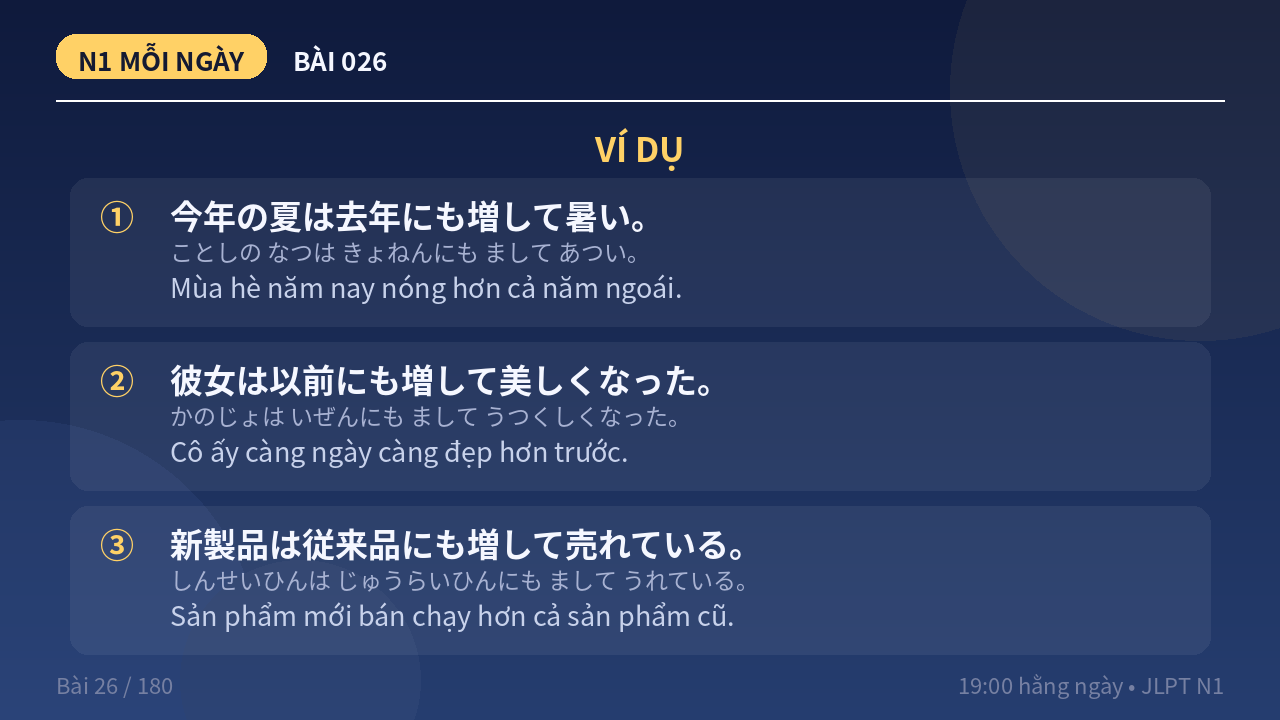 N1 MỖI NGÀY BÀI 026
VÍ DỤ
① 今年の夏は去年にも増して暑い。
ことしの なつは きょねんにも まして あつい。
Mùa hè năm nay nóng hơn cả năm ngoái.
② 彼女は以前にも増して美しくなった。
かのじょは いぜんにも まして うつくしくなった。
Cô ấy càng ngày càng đẹp hơn trước.
③ 新製品は従来品にも増して売れている。
しんせいひんは じゅうらいひんにも まして うれている。
Sản phẩm mới bán chạy hơn cả sản phẩm cũ.
Bài 26 / 180
19:00 hằng ngày • JLPT N1